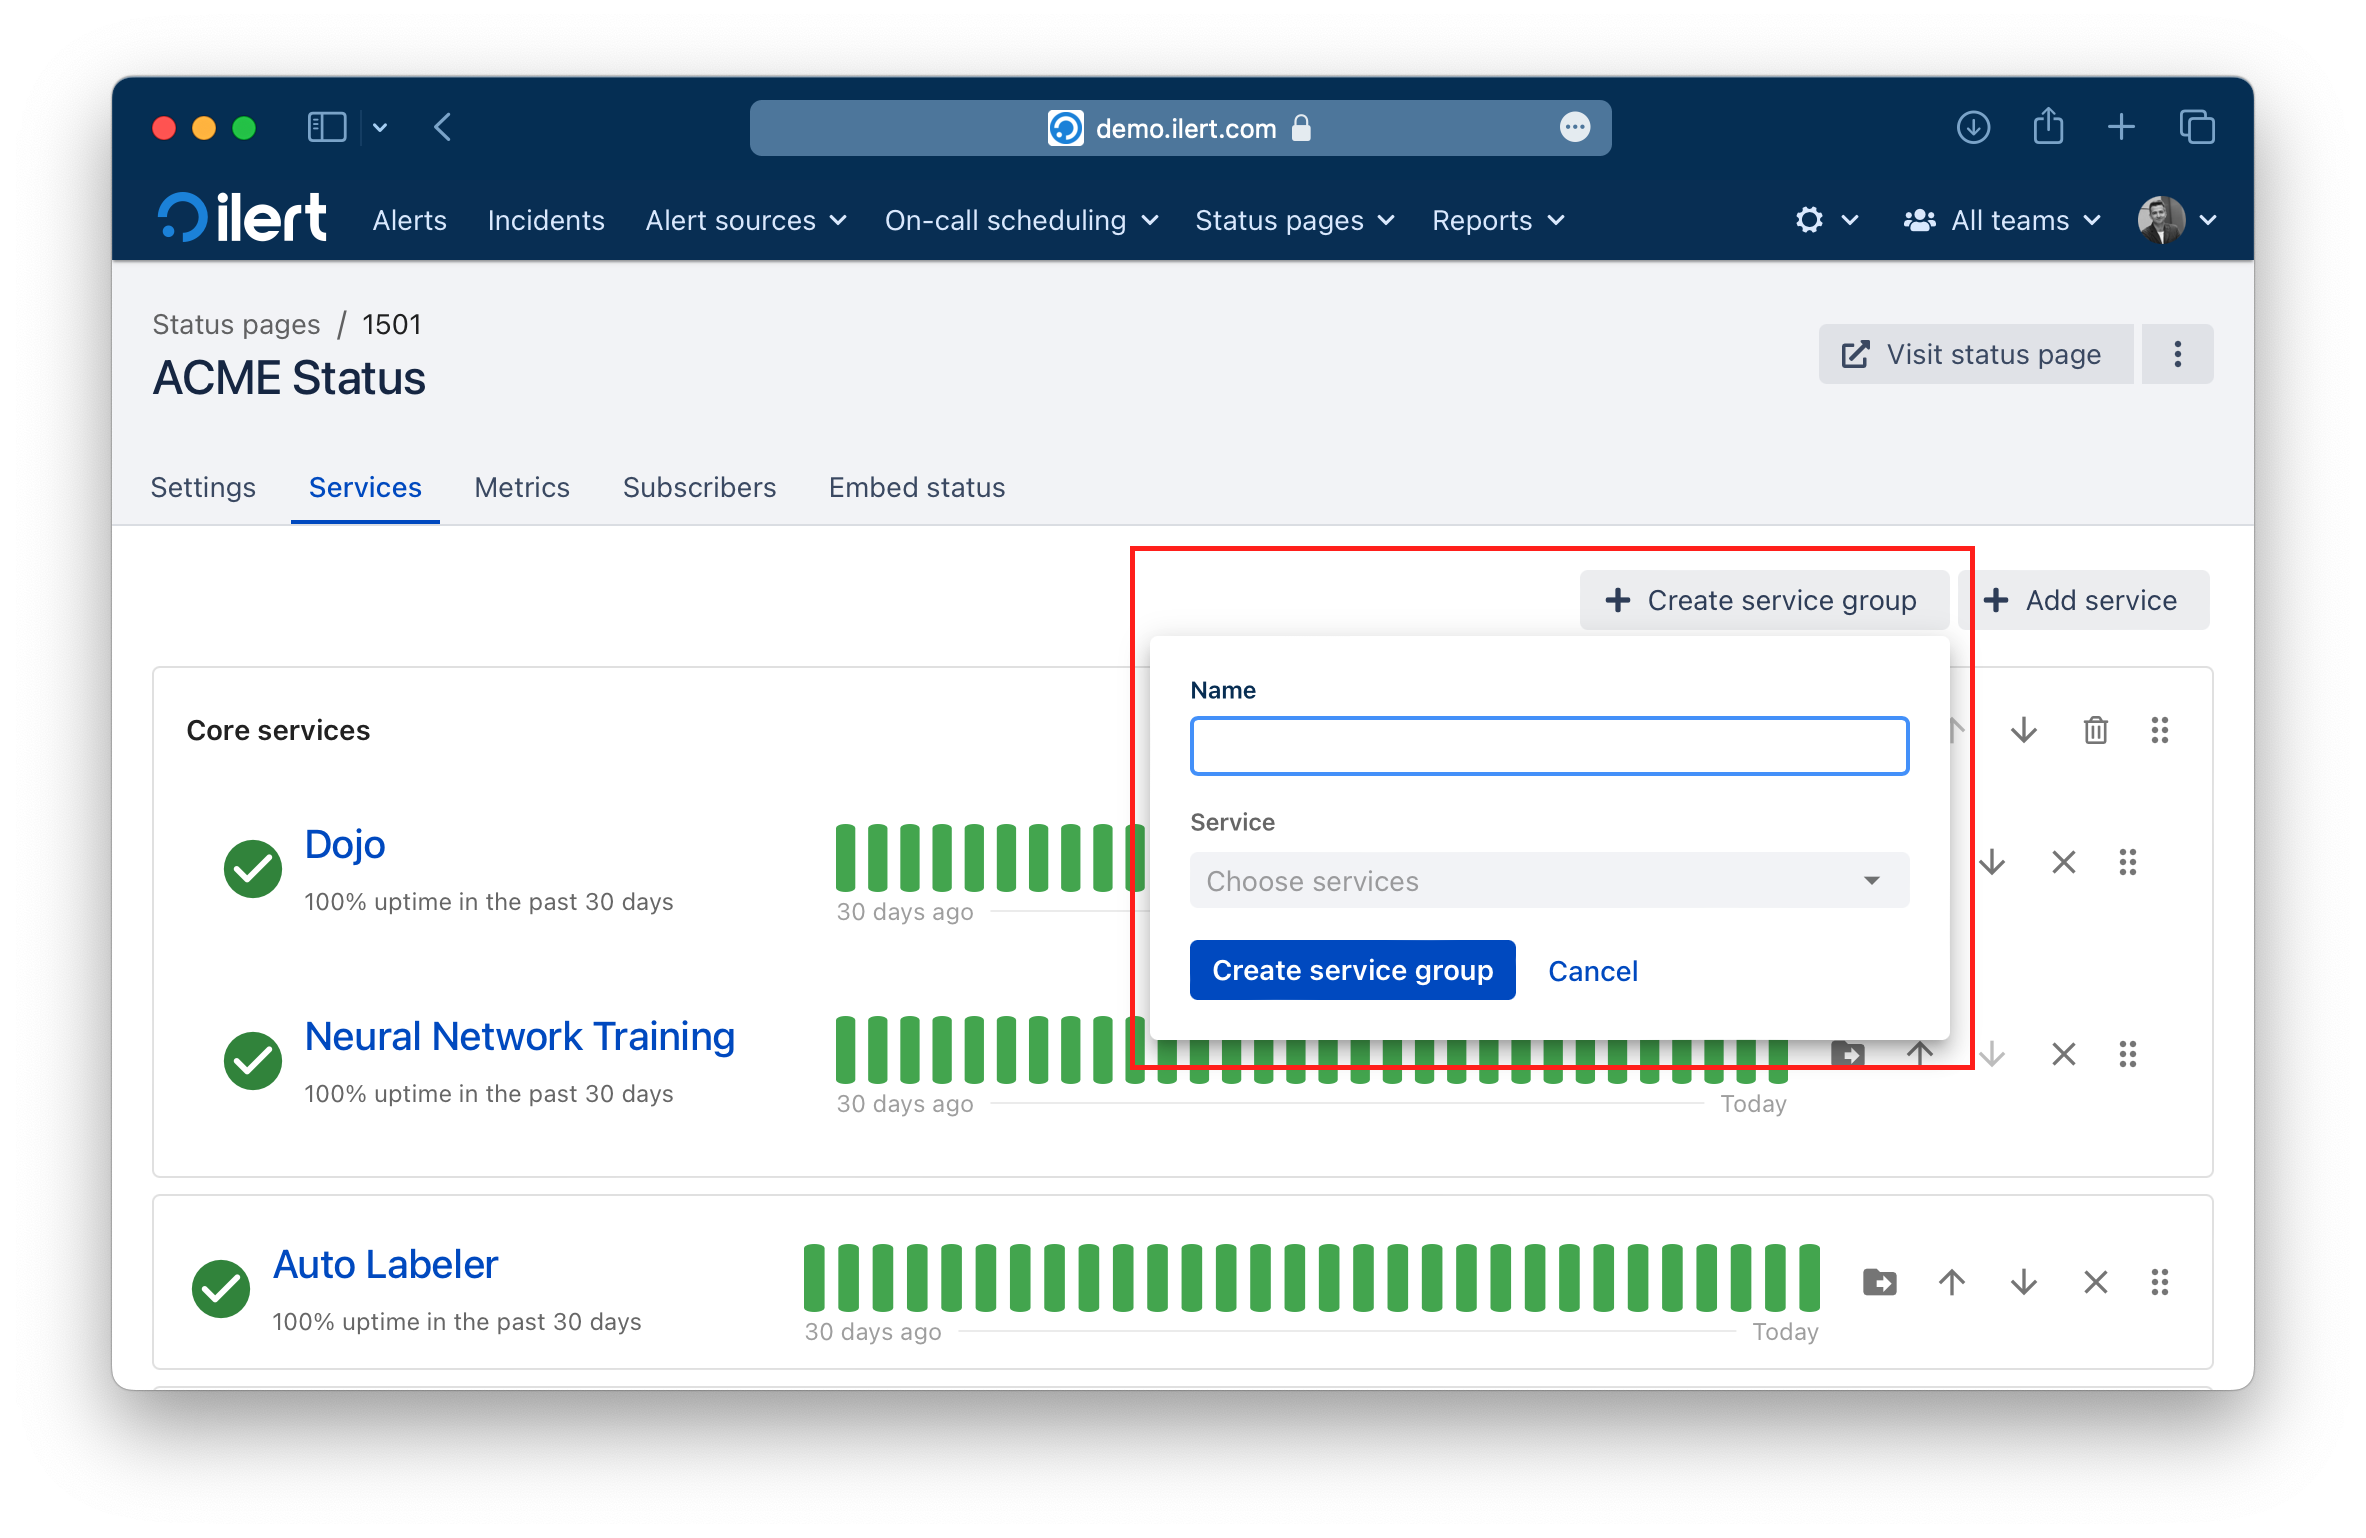 demo.ilert.com
ilert Alerts Incidents Alert sources On-call scheduling Status pages Reports All teams
Status pages / 1501
ACME Status
Visit status page
Settings Services Metrics Subscribers Embed status
+ Create service group + Add service
Core services
Name
Dojo
100% uptime in the past 30 days
30 days ago
Service
Choose services
Create service group Cancel
Neural Network Training
100% uptime in the past 30 days
30 days ago Today
Auto Labeler
100% uptime in the past 30 days
30 days ago Today